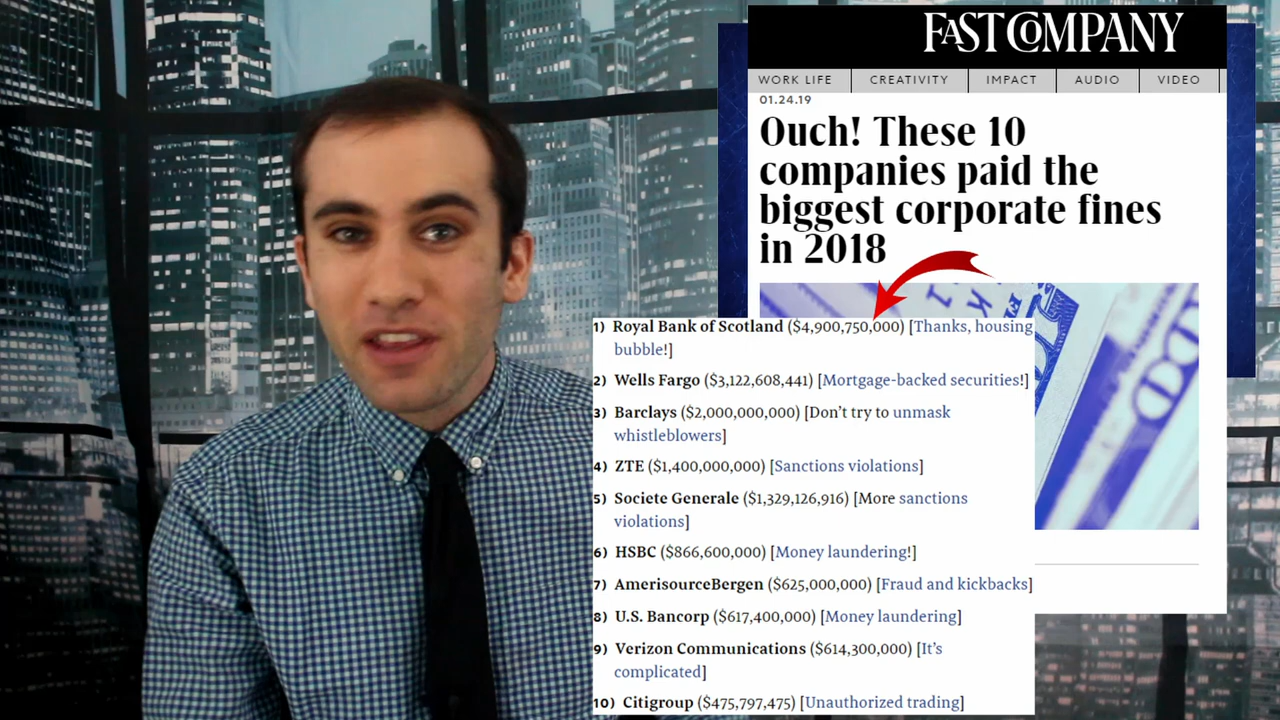 FAST COMPANY
WORK LIFE
CREATIVITY
IMPACT
AUDIO
VIDEO
01.24.19
Ouch! These 10
companies paid the
biggest corporate fines
in 2018
1) Royal Bank of Scotland ($4,900,750,000) [Thanks, housing
bubble!]
2) Wells Fargo ($3,122,608,441) [Mortgage-backed securities!]
3) Barclays ($2,000,000,000) [Don’t try to unmask
whistleblowers]
4) ZTE ($1,400,000,000) [Sanctions violations]
5) Societe Generale ($1,329,126,916) [More sanctions
violations]
6) HSBC ($866,600,000) [Money laundering!]
7) AmerisourceBergen ($625,000,000) [Fraud and kickbacks]
8) U.S. Bancorp ($617,400,000) [Money laundering]
9) Verizon Communications ($614,300,000) [It’s
complicated]
10) Citigroup ($475,797,475) [Unauthorized trading]